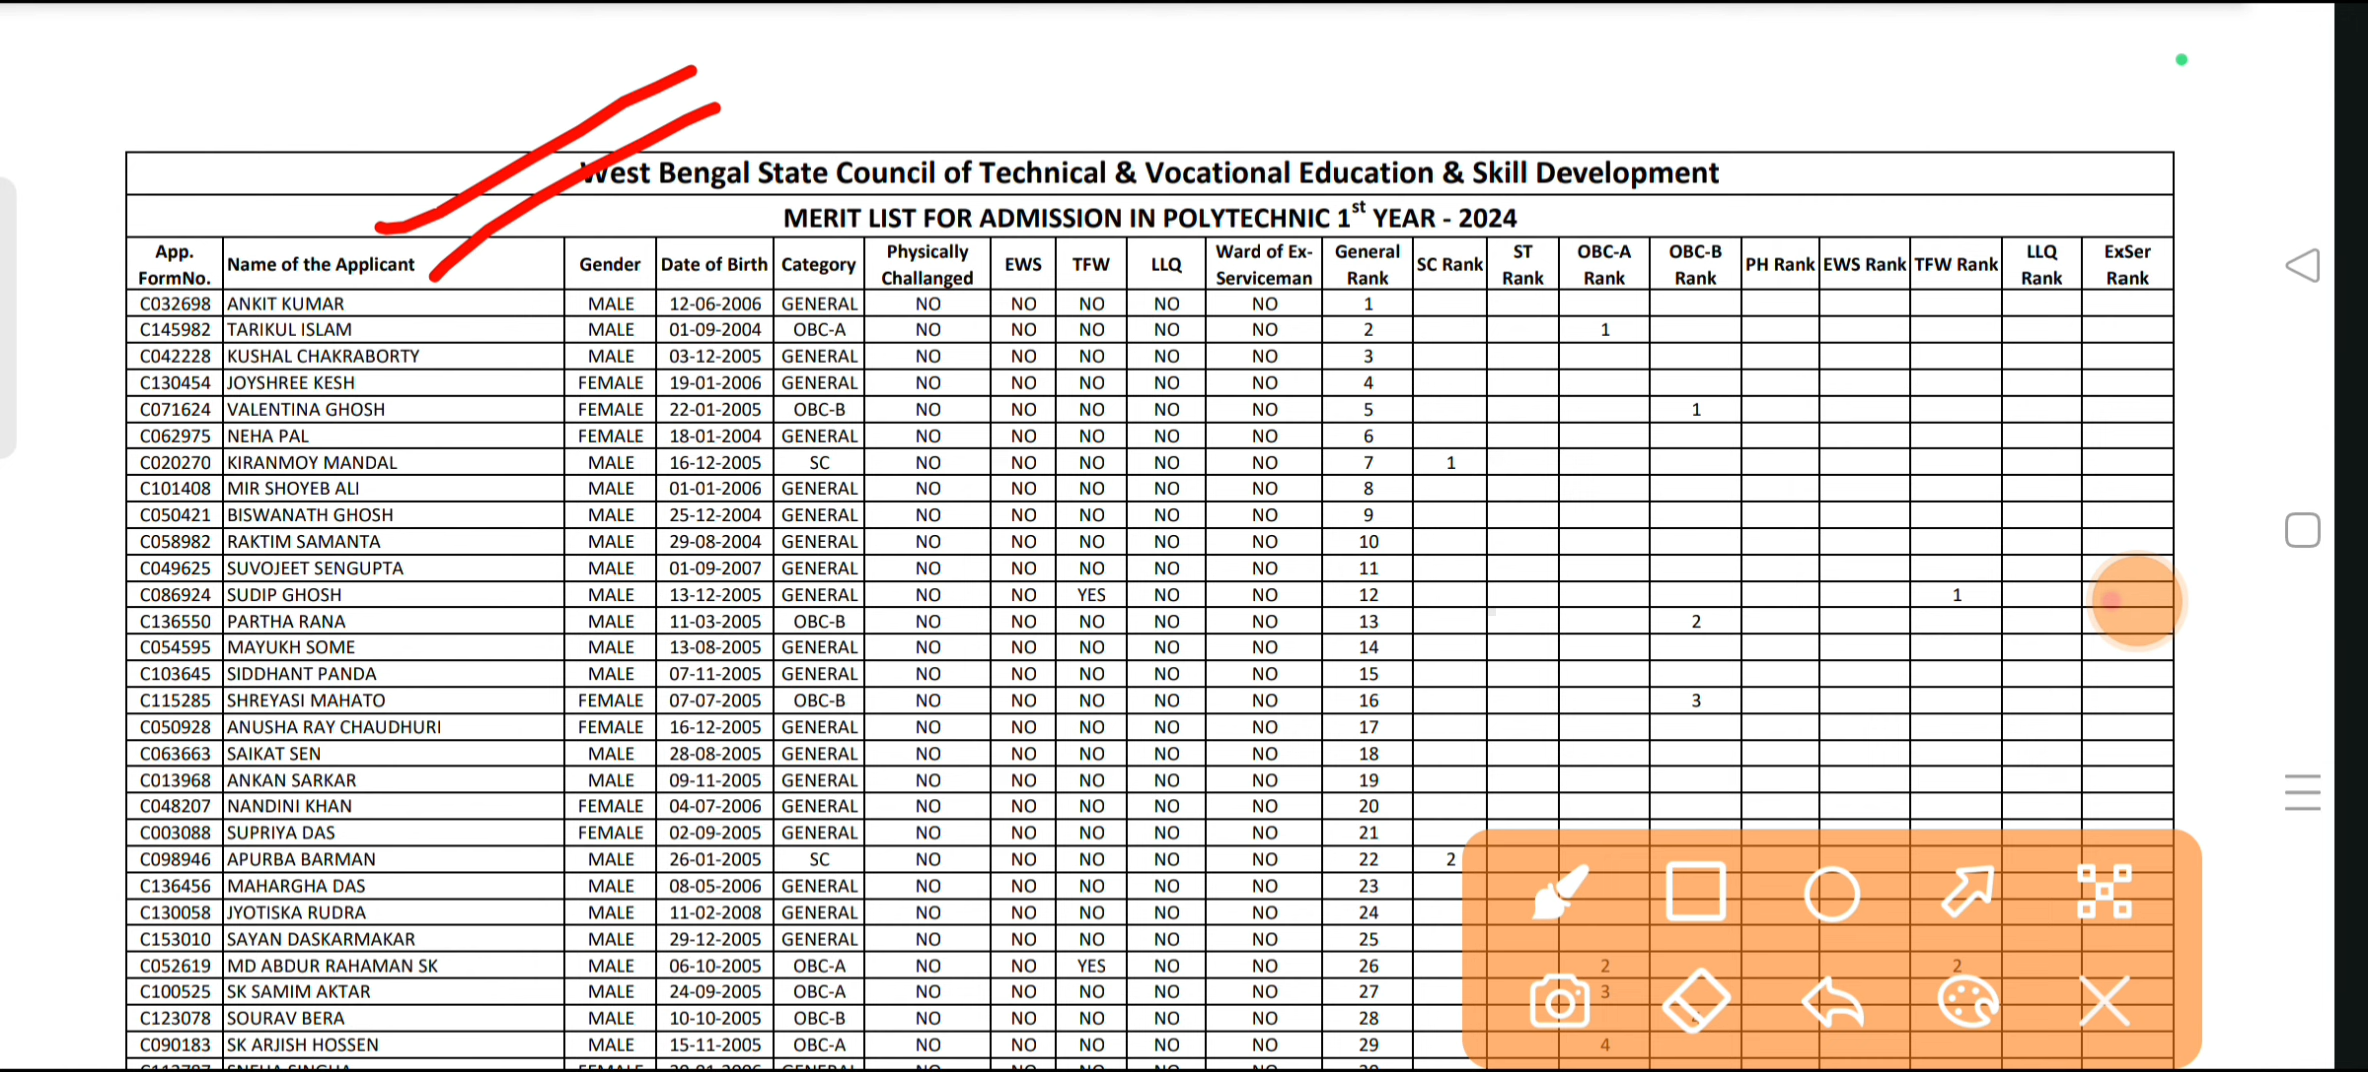 West Bengal State Council of Technical & Vocational Education & Skill Development
MERIT LIST FOR ADMISSION IN POLYTECHNIC 1st YEAR - 2024
App. FormNo. Name of the Applicant Gender Date of Birth Category Physically Challanged EWS TFW LLQ Ward of Ex-Serviceman General Rank SC Rank ST Rank OBC-A Rank OBC-B Rank PH Rank EWS Rank TFW Rank LLQ Rank ExSer Rank
C032698 ANKIT KUMAR MALE 12-06-2006 GENERAL NO NO NO NO NO 1
C145982 TARIKUL ISLAM MALE 01-09-2004 OBC-A NO NO NO NO NO 2 1
C042228 KUSHAL CHAKRABORTY MALE 03-12-2005 GENERAL NO NO NO NO NO 3
C130454 JOYSHREE KESH FEMALE 19-01-2006 GENERAL NO NO NO NO NO 4
C071624 VALENTINA GHOSH FEMALE 22-01-2005 OBC-B NO NO NO NO NO 5 1
C062975 NEHA PAL FEMALE 18-01-2004 GENERAL NO NO NO NO NO 6
C020270 KIRANMOY MANDAL MALE 16-12-2005 SC NO NO NO NO NO 7 1
C101408 MIR SHOYEB ALI MALE 01-01-2006 GENERAL NO NO NO NO NO 8
C050421 BISWANATH GHOSH MALE 25-12-2004 GENERAL NO NO NO NO NO 9
C058982 RAKTIM SAMANTA MALE 29-08-2004 GENERAL NO NO NO NO NO 10
C049625 SUVOJEET SENGUPTA MALE 01-09-2007 GENERAL NO NO NO NO NO 11
C086924 SUDIP GHOSH MALE 13-12-2005 GENERAL NO NO YES NO NO 12 1
C136550 PARTHA RANA MALE 11-03-2005 OBC-B NO NO NO NO NO 13 2
C054595 MAYUKH SOME MALE 13-08-2005 GENERAL NO NO NO NO NO 14
C103645 SIDDHANT PANDA MALE 07-11-2005 GENERAL NO NO NO NO NO 15
C115285 SHREYASI MAHATO FEMALE 07-07-2005 OBC-B NO NO NO NO NO 16 3
C050928 ANUSHA RAY CHAUDHURI FEMALE 16-12-2005 GENERAL NO NO NO NO NO 17
C063663 SAIKAT SEN MALE 28-08-2005 GENERAL NO NO NO NO NO 18
C013968 ANKAN SARKAR MALE 09-11-2005 GENERAL NO NO NO NO NO 19
C048207 NANDINI KHAN FEMALE 04-07-2006 GENERAL NO NO NO NO NO 20
C003088 SUPRIYA DAS FEMALE 02-09-2005 GENERAL NO NO NO NO NO 21
C098946 APURBA BARMAN MALE 26-01-2005 SC NO NO NO NO NO 22 2
C136456 MAHARGHA DAS MALE 08-05-2006 GENERAL NO NO NO NO NO 23
C130058 JYOTISKA RUDRA MALE 11-02-2008 GENERAL NO NO NO NO NO 24
C153010 SAYAN DASKARMAKAR MALE 29-12-2005 GENERAL NO NO NO NO NO 25
C052619 MD ABDUR RAHAMAN SK MALE 06-10-2005 OBC-A NO NO YES NO NO 26 2 2
C100525 SK SAMIM AKTAR MALE 24-09-2005 OBC-A NO NO NO NO NO 27 3
C123078 SOURAV BERA MALE 10-10-2005 OBC-B NO NO NO NO NO 28
C090183 SK ARJISH HOSSEN MALE 15-11-2005 OBC-A NO NO NO NO NO 29 4